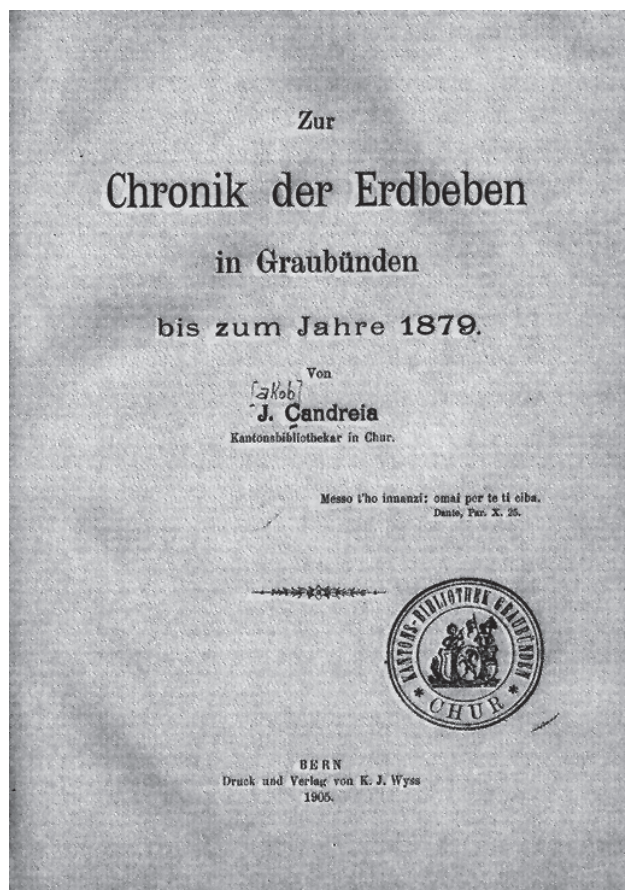 Zur
Chronik der Erdbeben
in Graubünden
bis zum Jahre 1879.
Von
[akob]
J. Candreia
Kantonsbibliothekar in Chur.
Messo t'ho innanzi: omai per te ti ciba.
Dante, Par. X. 25.
KANTONS-BIBLIOTHEK GRAUBÜNDEN
* CHUR *
BERN
Druck und Verlag von K. J. Wyss
1905.